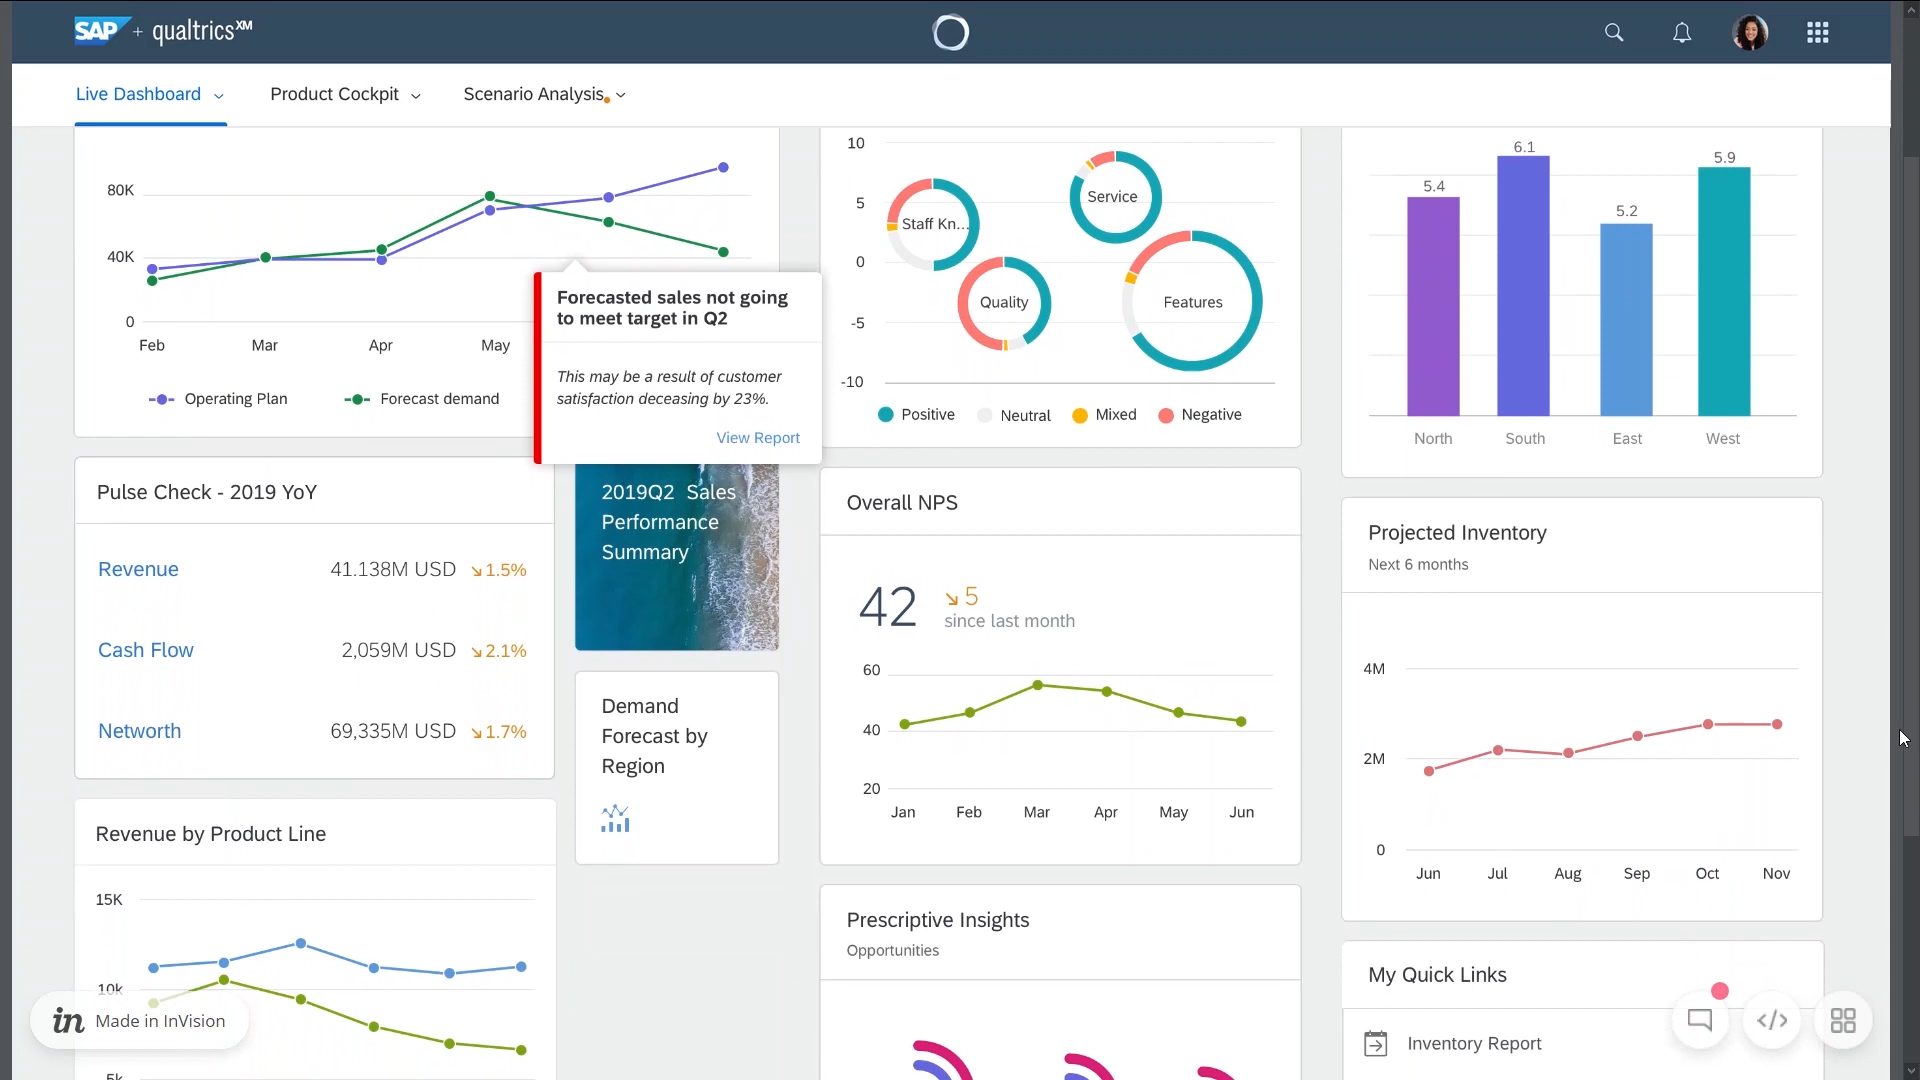 SAP + qualtrics XM
Live Dashboard
Product Cockpit
Scenario Analysis
80K
40K
0
Feb Mar Apr May
Operating Plan Forecast demand
Forecasted sales not going
to meet target in Q2
This may be a result of customer
satisfaction deceasing by 23%.
View Report
10
5
0
-5
-10
Staff Kn...
Service
Quality
Features
Positive Neutral Mixed Negative
5.4 6.1 5.2 5.9
North South East West
Pulse Check - 2019 YoY
Revenue 41.138M USD 1.5%
Cash Flow 2,059M USD 2.1%
Networth 69,335M USD 1.7%
2019Q2 Sales
Performance
Summary
Demand
Forecast by
Region
Overall NPS
42 5
since last month
60
40
20
Jan Feb Mar Apr May Jun
Projected Inventory
Next 6 months
4M
2M
0
Jun Jul Aug Sep Oct Nov
Revenue by Product Line
15K
10K
5K
in Made in InVision
Prescriptive Insights
Opportunities
My Quick Links
Inventory Report